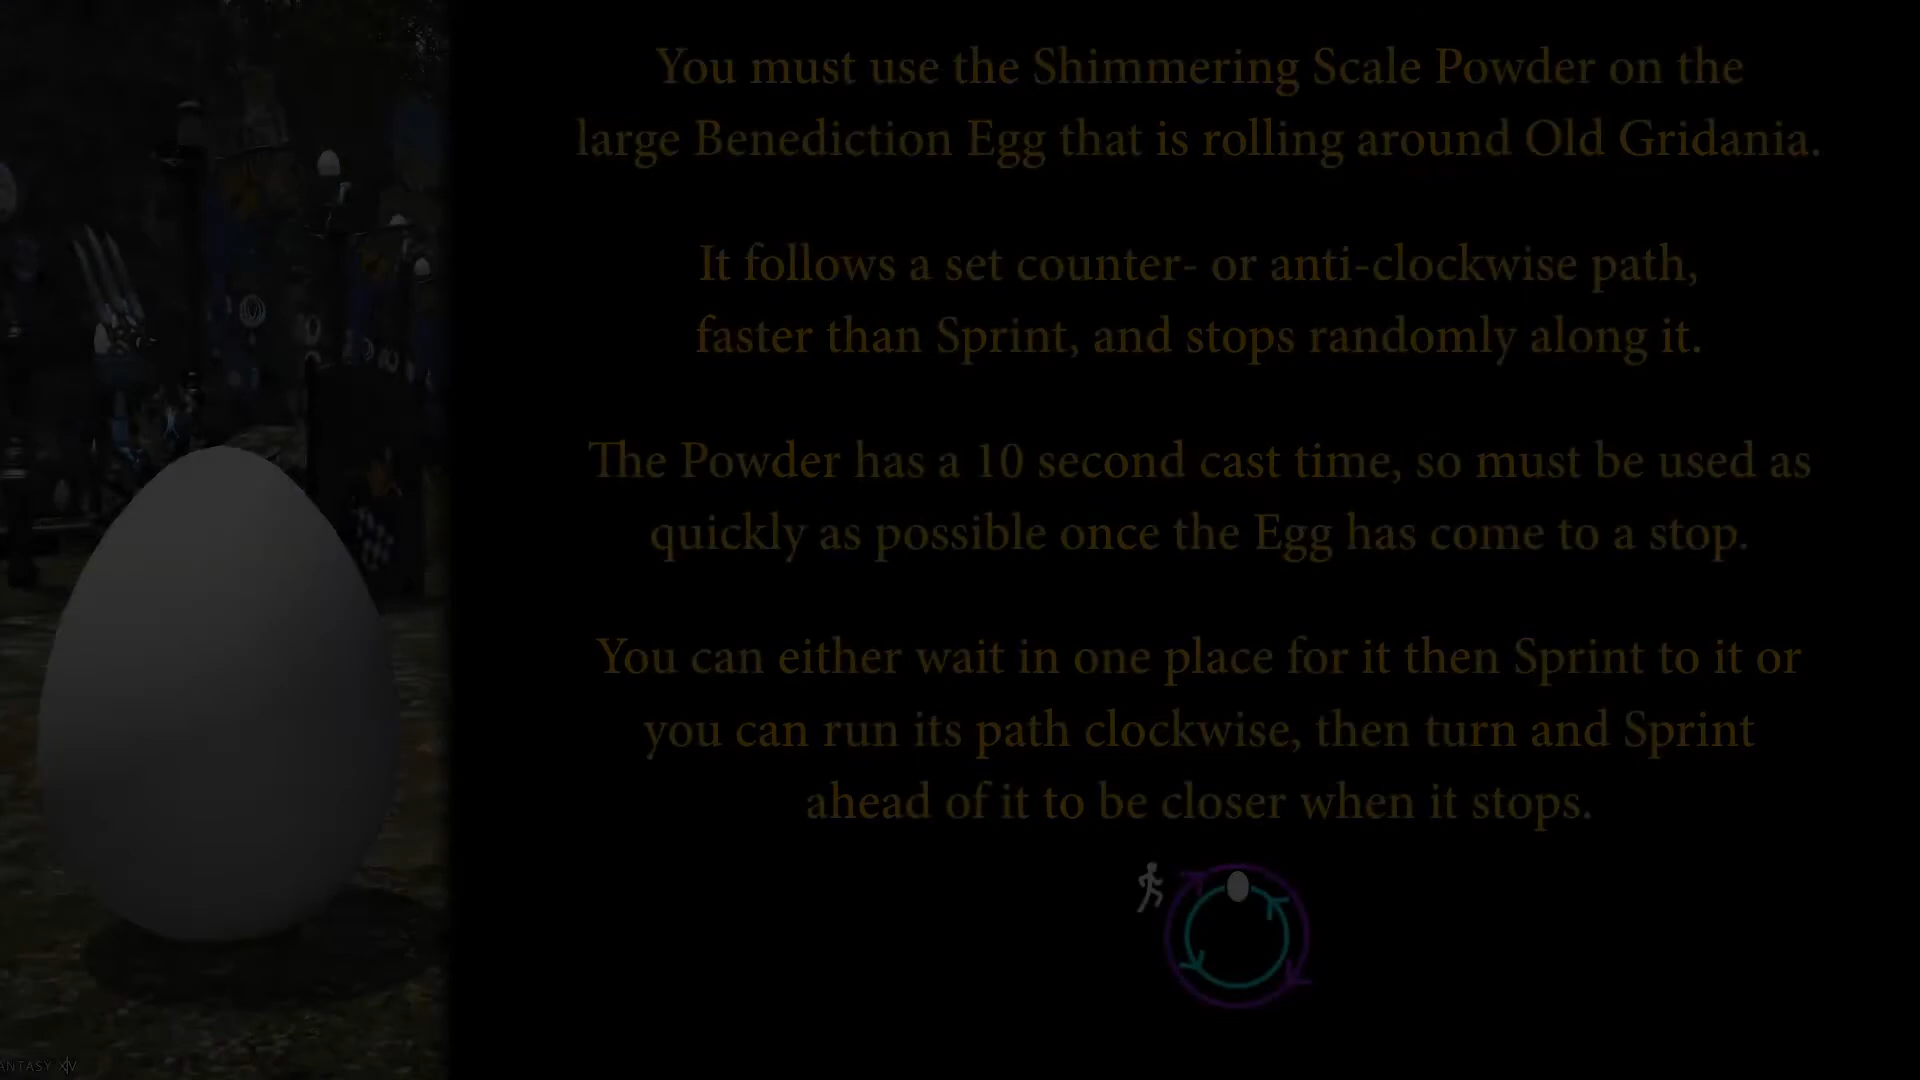 You must use the Shimmering Scale Powder on the
large Benediction Egg that is rolling around Old Gridania.
It follows a set counter- or anti-clockwise path,
faster than Sprint, and stops randomly along it.
The Powder has a 10 second cast time, so must be used as
quickly as possible once the Egg has come to a stop.
You can either wait in one place for it then Sprint to it or
you can run its path clockwise, then turn and Sprint
ahead of it to be closer when it stops.
ANTASY XIV